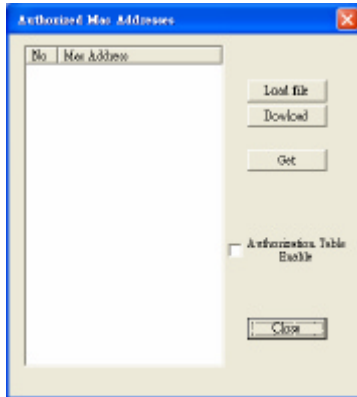 Authorized Mac Addresses
No Mac Address
Load file
Dowload
Get
Authorization Table
Enable
Close